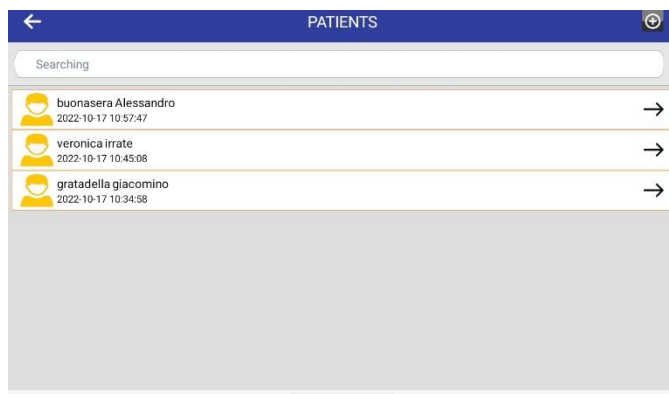 PATIENTS
Searching
buonasera Alessandro
2022-10-17 10:57:47
veronica irrate
2022-10-17 10:45:08
gratadella giacomino
2022-10-17 10:34:58